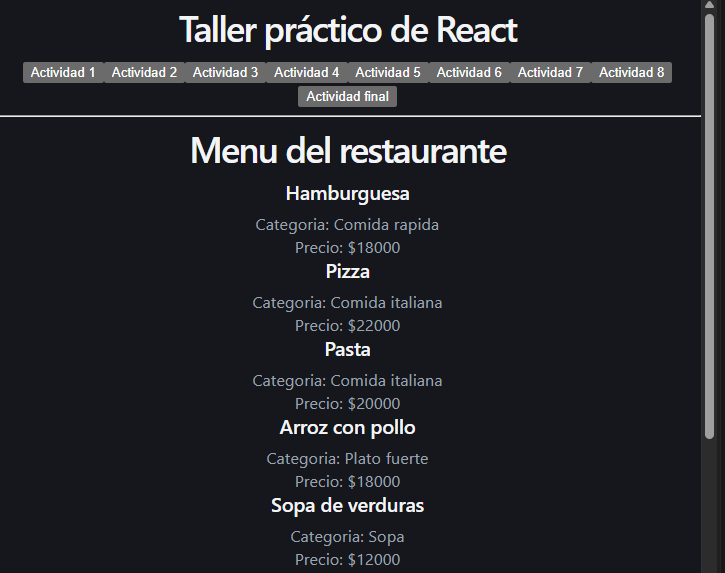 Taller práctico de React
Actividad 1 Actividad 2 Actividad 3 Actividad 4 Actividad 5 Actividad 6 Actividad 7 Actividad 8
Actividad final
Menu del restaurante
Hamburguesa
Categoria: Comida rapida
Precio: $18000
Pizza
Categoria: Comida italiana
Precio: $22000
Pasta
Categoria: Comida italiana
Precio: $20000
Arroz con pollo
Categoria: Plato fuerte
Precio: $18000
Sopa de verduras
Categoria: Sopa
Precio: $12000